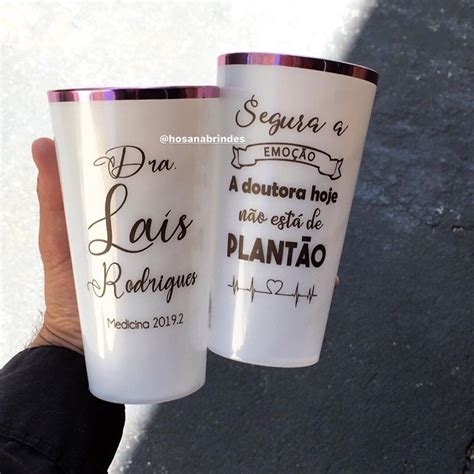 @hosanabrindes
Dra.
Laís
Rodrigues
Medicina 2019.2
Segura a
EMOÇÃO
A doutora hoje
não está de
PLANTÃO